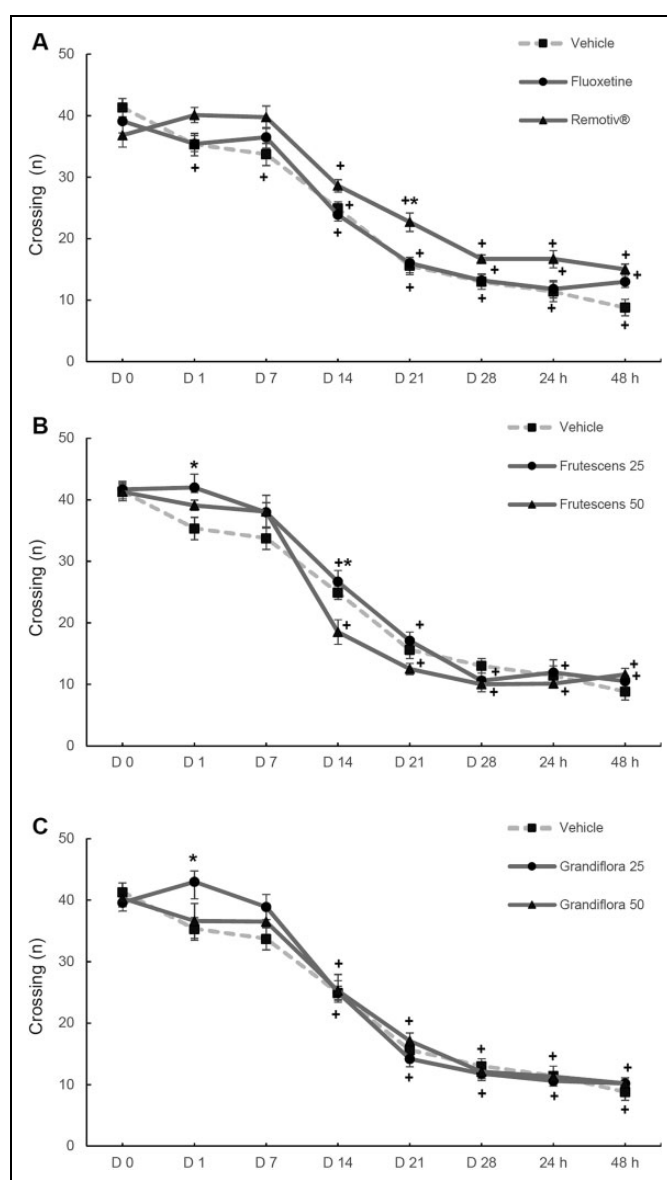 A
Vehicle
Fluoxetine
Remotiv®
Crossing (n)
50
40
30
20
10
0
+ + + + + +* + + + + + + + + + +
D 0 D 1 D 7 D 14 D 21 D 28 24 h 48 h
B
Vehicle
Frutescens 25
Frutescens 50
Crossing (n)
50
40
30
20
10
0
* +* + + + + + + + + +
D 0 D 1 D 7 D 14 D 21 D 28 24 h 48 h
C
Vehicle
Grandiflora 25
Grandiflora 50
Crossing (n)
50
40
30
20
10
0
* + + + + + + + + + +
D 0 D 1 D 7 D 14 D 21 D 28 24 h 48 h